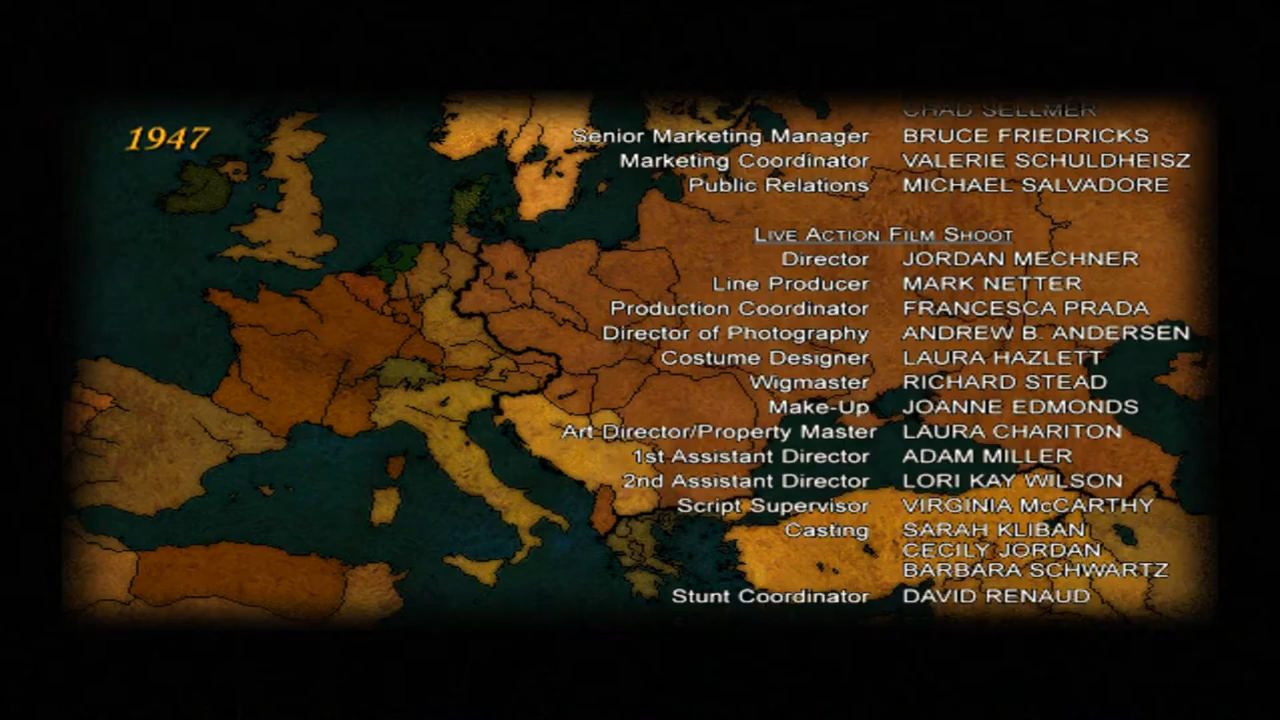 1947
CHAD SELLMER
Senior Marketing Manager BRUCE FRIEDRICKS
Marketing Coordinator VALERIE SCHULDHEISZ
Public Relations MICHAEL SALVADORE
LIVE ACTION FILM SHOOT
Director JORDAN MECHNER
Line Producer MARK NETTER
Production Coordinator FRANCESCA PRADA
Director of Photography ANDREW B. ANDERSEN
Costume Designer LAURA HAZLETT
Wigmaster RICHARD STEAD
Make-Up JOANNE EDMONDS
Art Director/Property Master LAURA CHARITON
1st Assistant Director ADAM MILLER
2nd Assistant Director LORI KAY WILSON
Script Supervisor VIRGINIA McCARTHY
Casting SARAH KLIBAN
CECILY JORDAN
BARBARA SCHWARTZ
Stunt Coordinator DAVID RENAUD